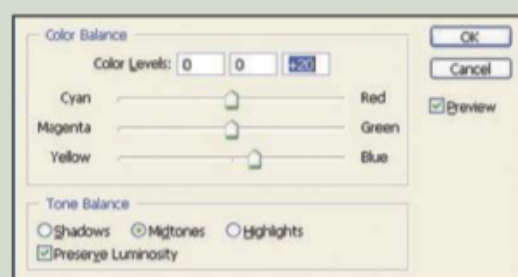 Color Balance
OK
Color Levels: 0 0 +20
Cancel
Cyan Red
Preview
Magenta Green
Yellow Blue
Tone Balance
Shadows Midtones Highlights
Preserve Luminosity